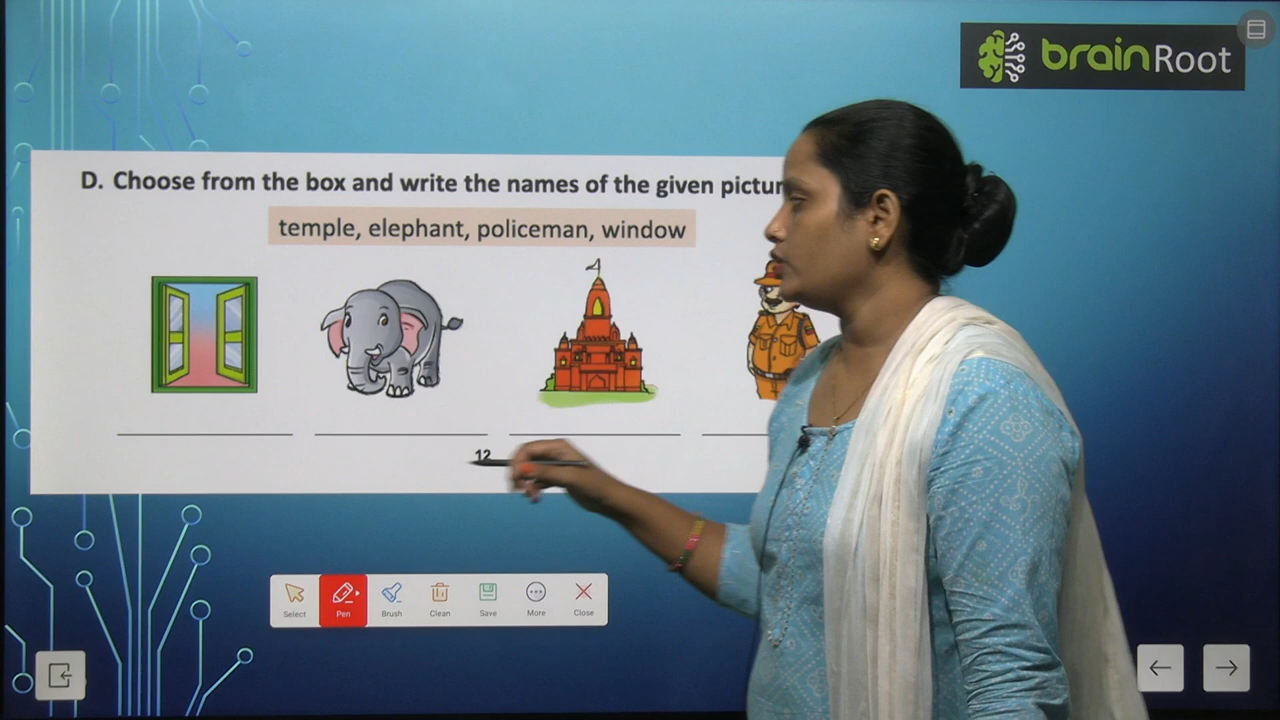 brainRoot
D. Choose from the box and write the names of the given
temple, elephant, policeman, window
12
Select Pen Brush Clean Save More Close